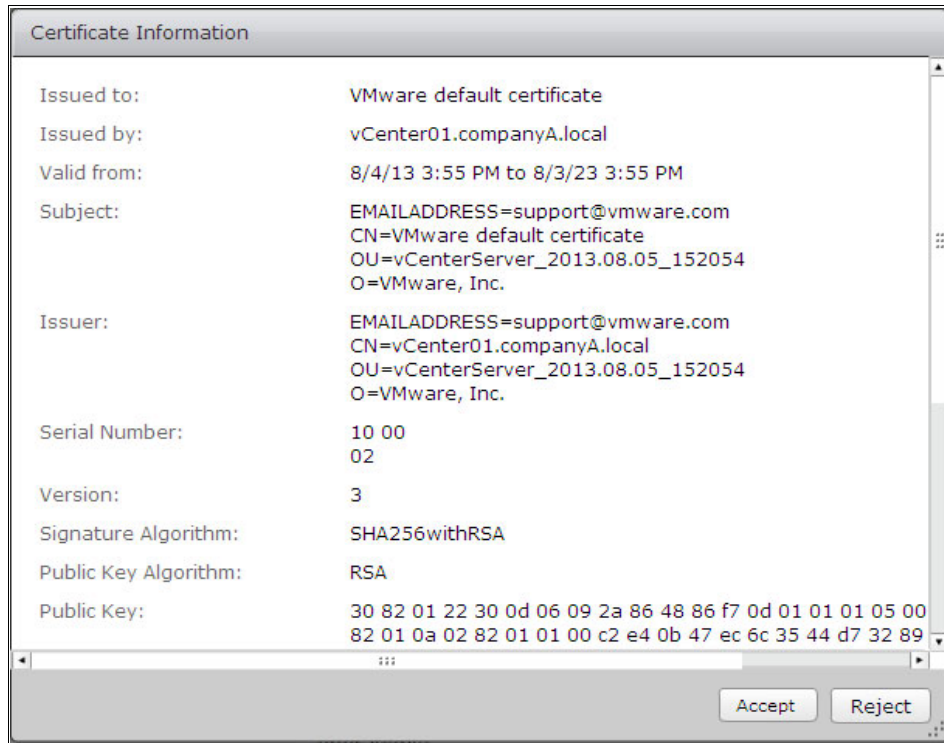 Certificate Information
Issued to: VMware default certificate
Issued by: vCenter01.companyA.local
Valid from: 8/4/13 3:55 PM to 8/3/23 3:55 PM
Subject: EMAILADDRESS=support@vmware.com
CN=VMware default certificate
OU=vCenterServer_2013.08.05_152054
O=VMware, Inc.
Issuer: EMAILADDRESS=support@vmware.com
CN=vCenter01.companyA.local
OU=vCenterServer_2013.08.05_152054
O=VMware, Inc.
Serial Number: 10 00
02
Version: 3
Signature Algorithm: SHA256withRSA
Public Key Algorithm: RSA
Public Key: 30 82 01 22 30 0d 06 09 2a 86 48 86 f7 0d 01 01 01 05 00
82 01 0a 02 82 01 01 00 c2 e4 0b 47 ec 6c 35 44 d7 32 89
Accept Reject